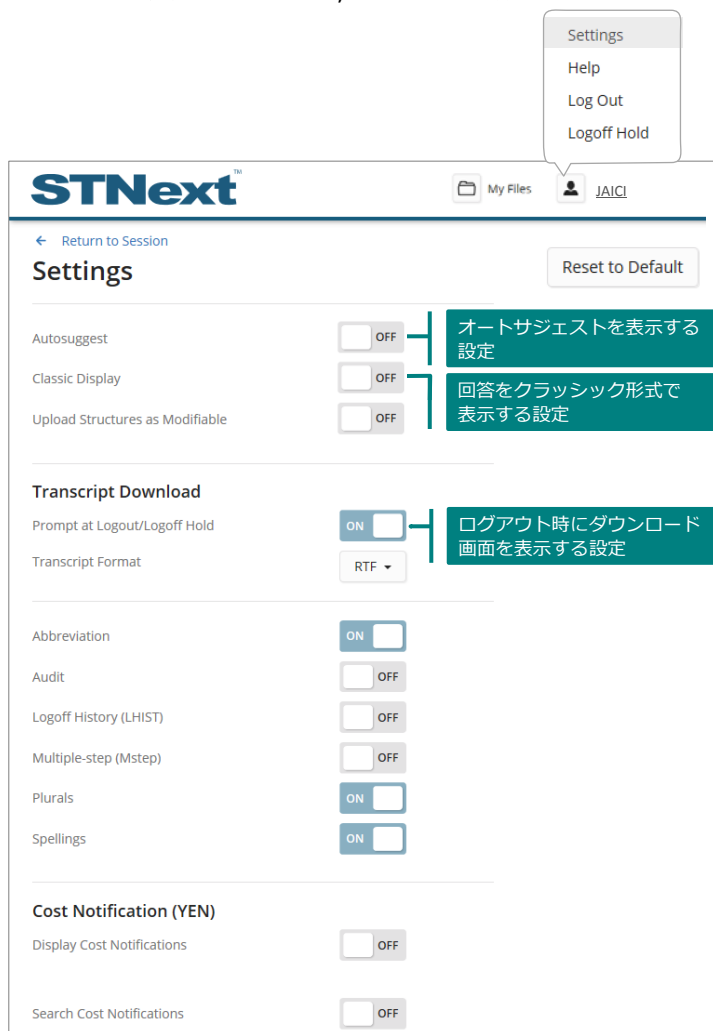 Settings
Help
Log Out
Logoff Hold
STNext™
My Files
JAICI
← Return to Session
Settings
Reset to Default
Autosuggest
OFF
オートサジェストを表示する
設定
Classic Display
OFF
回答をクラッシック形式で
表示する設定
Upload Structures as Modifiable
OFF
Transcript Download
Prompt at Logout/Logoff Hold
ON
ログアウト時にダウンロード
画面を表示する設定
Transcript Format
RTF
Abbreviation
ON
Audit
OFF
Logoff History (LHIST)
OFF
Multiple-step (Mstep)
OFF
Plurals
ON
Spellings
ON
Cost Notification (YEN)
Display Cost Notifications
OFF
Search Cost Notifications
OFF